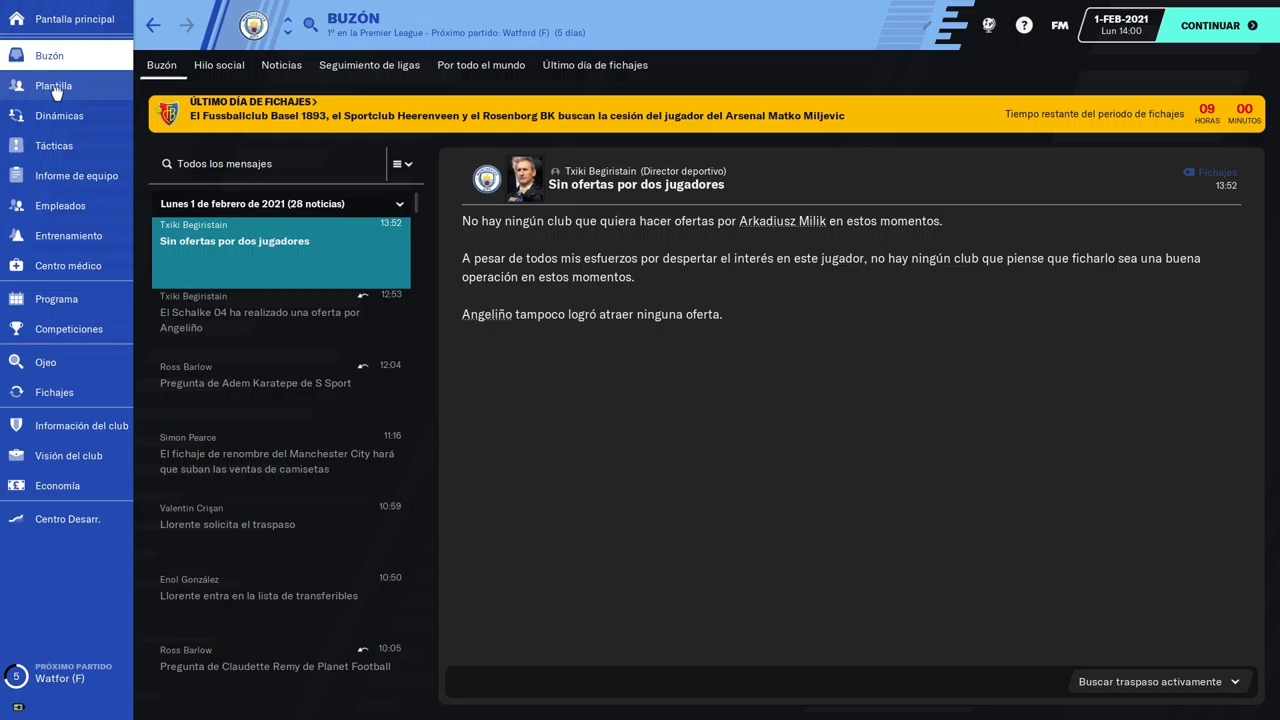 Pantalla principal
Buzón
Plantilla
Dinámicas
Tácticas
Informe de equipo
Empleados
Entrenamiento
Centro médico
Programa
Competiciones
Ojeo
Fichajes
Información del club
Visión del club
Economía
Centro Desarr.
5
PRÓXIMO PARTIDO
Watfor (F)
BUZÓN
1º en la Premier League - Próximo partido: Watford (F) (5 días)
?
FM
1-FEB-2021
Lun 14:00
CONTINUAR
Buzón
Hilo social
Noticias
Seguimiento de ligas
Por todo el mundo
Último día de fichajes
ÚLTIMO DÍA DE FICHAJES>
El Fussballclub Basel 1893, el Sportclub Heerenveen y el Rosenborg BK buscan la cesión del jugador del Arsenal Matko Miljevic
Tiempo restante del periodo de fichajes
09
HORAS
00
MINUTOS
Todos los mensajes
Lunes 1 de febrero de 2021 (28 noticias)
Txiki Begiristain 13:52
Sin ofertas por dos jugadores
Txiki Begiristain 12:53
El Schalke 04 ha realizado una oferta por
Angeliño
Ross Barlow 12:04
Pregunta de Adem Karatepe de S Sport
Simon Pearce 11:16
El fichaje de renombre del Manchester City hará
que suban las ventas de camisetas
Valentin Crişan 10:59
Llorente solicita el traspaso
Enol González 10:50
Llorente entra en la lista de transferibles
Ross Barlow 10:05
Pregunta de Claudette Remy de Planet Football
Txiki Begiristain (Director deportivo)
Sin ofertas por dos jugadores
Fichajes
13:52
No hay ningún club que quiera hacer ofertas por Arkadiusz Milik en estos momentos.
A pesar de todos mis esfuerzos por despertar el interés en este jugador, no hay ningún club que piense que ficharlo sea una buena
operación en estos momentos.
Angeliño tampoco logró atraer ninguna oferta.
Buscar traspaso activamente